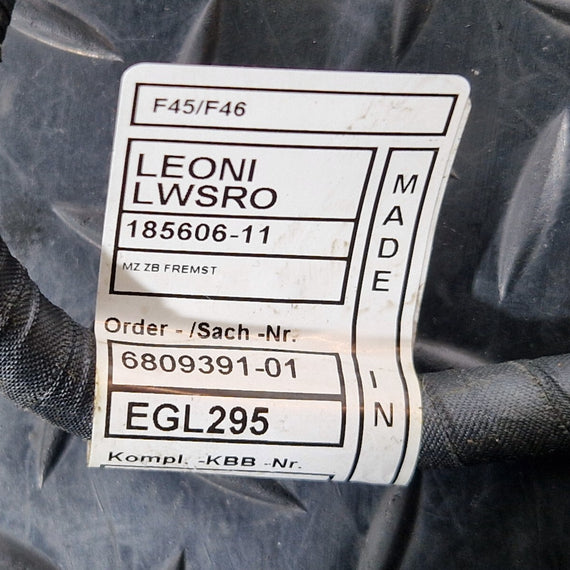 F45/F46
LEONI
LWSRO
185606-11
MZ ZB FREMST
Order - /Sach -Nr.
6809391-01
EGL295
Kompl. -KBB -Nr.
MADE
IN